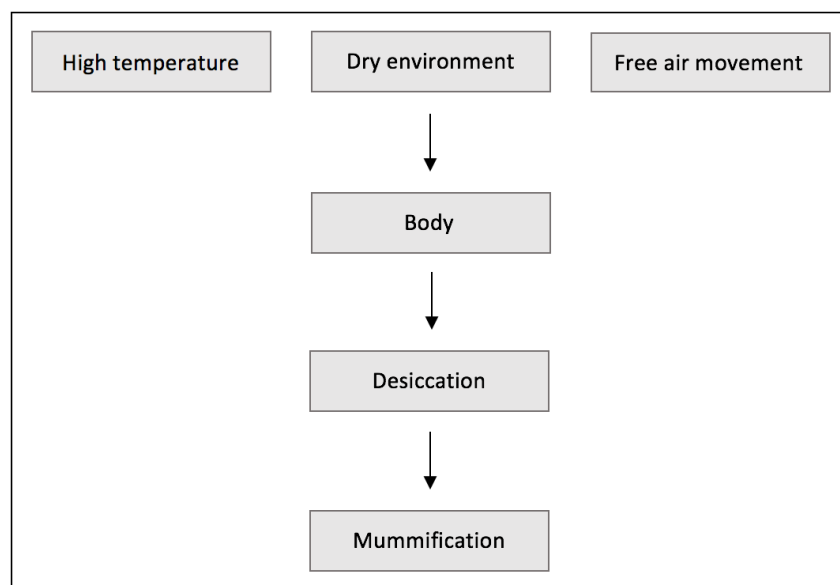 High temperature
Dry environment
Free air movement
Body
Desiccation
Mummification